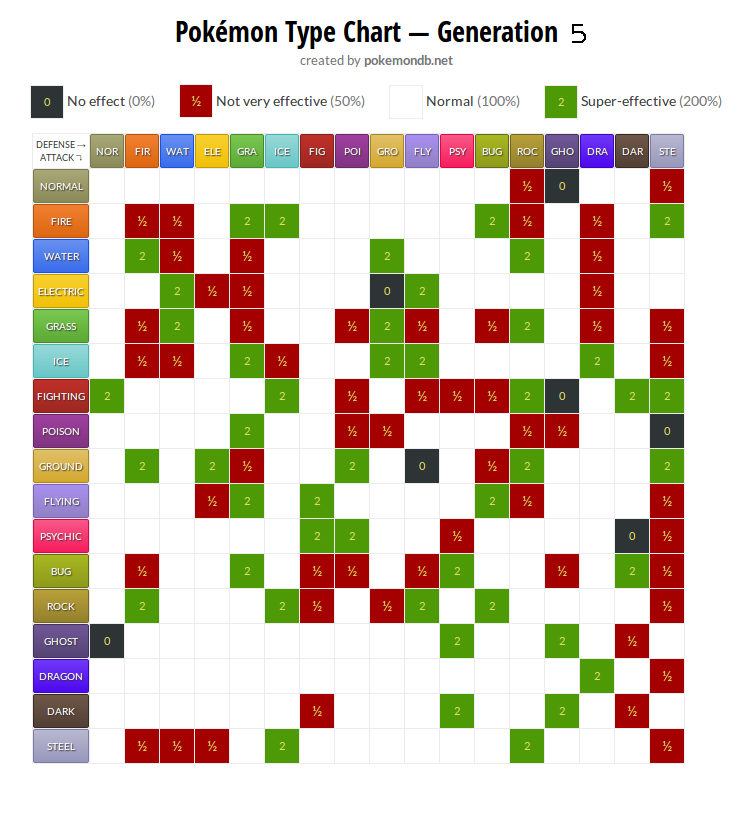 Pokémon Type Chart — Generation 5
created by pokemondb.net
0 No effect (0%) ½ Not very effective (50%) Normal (100%) 2 Super-effective (200%)
DEFENSE → NOR FIR WAT ELE GRA ICE FIG POI GRO FLY PSY BUG ROC GHO DRA DAR STE
ATTACK ⤵
NORMAL ½ 0 ½
FIRE ½ ½ 2 2 2 ½ ½ 2
WATER 2 ½ ½ 2 2 ½
ELECTRIC 2 ½ ½ 0 2 ½
GRASS ½ 2 ½ ½ 2 ½ ½ 2 ½ ½
ICE ½ ½ 2 ½ 2 2 2 ½
FIGHTING 2 2 ½ ½ ½ ½ 2 0 2 2
POISON 2 ½ ½ ½ ½ 0
GROUND 2 2 ½ 2 0 ½ 2 2
FLYING ½ 2 2 2 ½ ½
PSYCHIC 2 2 ½ 0 ½
BUG ½ 2 ½ ½ ½ 2 ½ 2 ½
ROCK 2 2 ½ ½ 2 2 ½
GHOST 0 2 2 ½
DRAGON 2 ½
DARK ½ 2 2 ½
STEEL ½ ½ ½ 2 2 ½